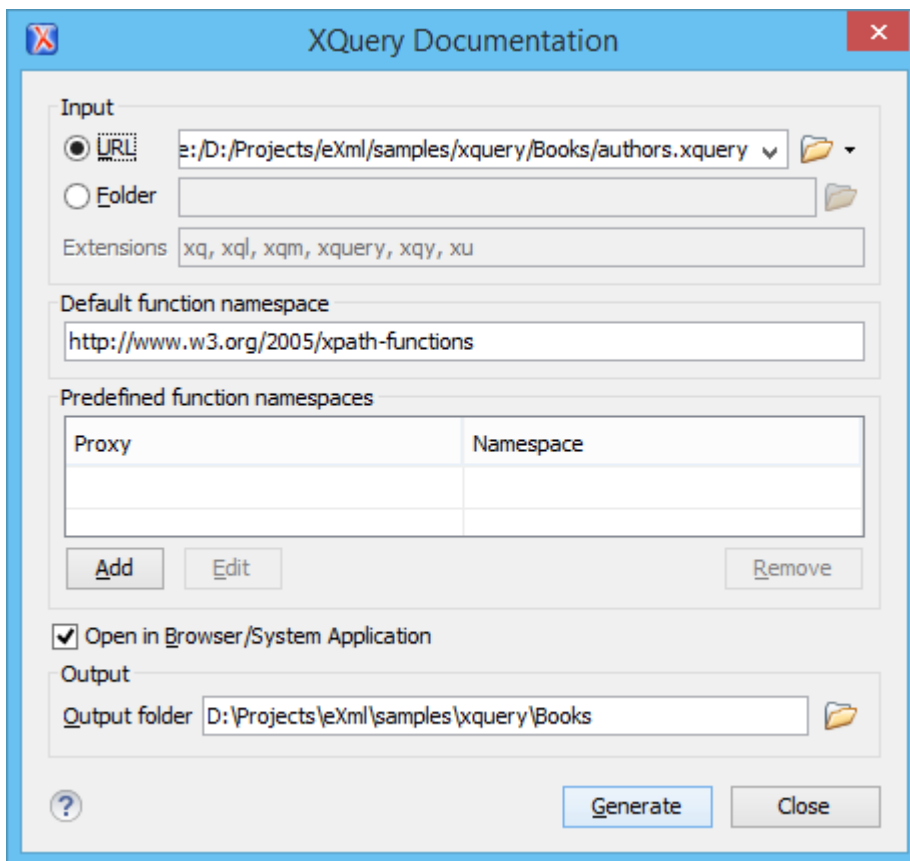 XQuery Documentation
Input
URL e:/D:/Projects/eXml/samples/xquery/Books/authors.xquery
Folder
Extensions xq, xql, xqm, xquery, xqy, xu
Default function namespace
http://www.w3.org/2005/xpath-functions
Predefined function namespaces
Proxy Namespace
Add Edit Remove
Open in Browser/System Application
Output
Output folder D:\Projects\eXml\samples\xquery\Books
? Generate Close